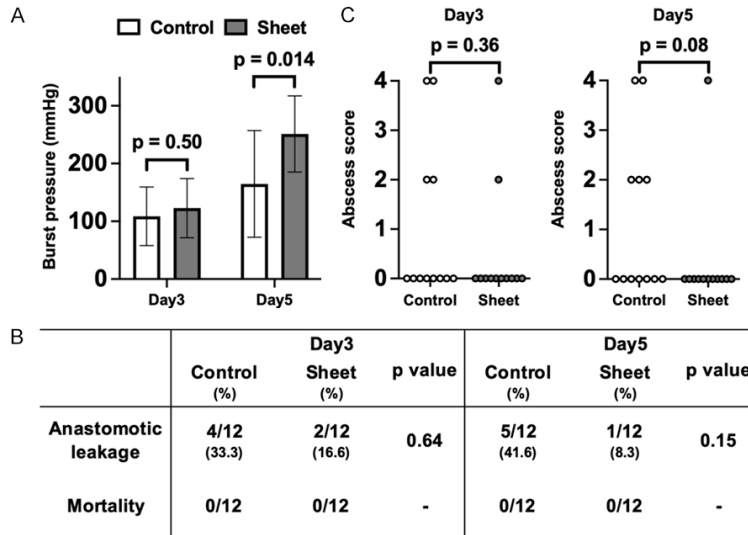 A
Control Sheet
p = 0.014
p = 0.50
Burst pressure (mmHg)
300
200
100
0
Day3 Day5
C
Day3
p = 0.36
Abscess score
4
3
2
1
0
Control Sheet
Day5
p = 0.08
Abscess score
4
3
2
1
0
Control Sheet
B
Day3 Day5
Control Sheet p value Control Sheet p value
(%) (%) (%) (%)
Anastomotic leakage 4/12 2/12 0.64 5/12 1/12 0.15
(33.3) (16.6) (41.6) (8.3)
Mortality 0/12 0/12 - 0/12 0/12 -